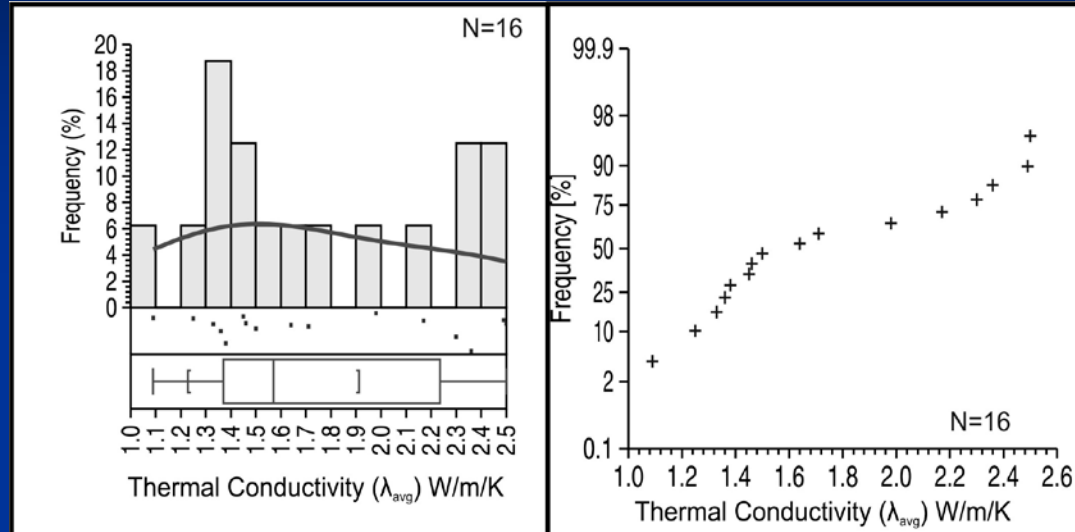 N=16
20
18
16
14
12
10
8
6
4
2
0
Frequency (%)
1.0 1.1 1.2 1.3 1.4 1.5 1.6 1.7 1.8 1.9 2.0 2.1 2.2 2.3 2.4 2.5
Thermal Conductivity (λavg) W/m/K
99.9
98
90
75
50
25
10
2
0.1
Frequency [%]
N=16
1.0 1.2 1.4 1.6 1.8 2.0 2.2 2.4 2.6
Thermal Conductivity (λavg) W/m/K